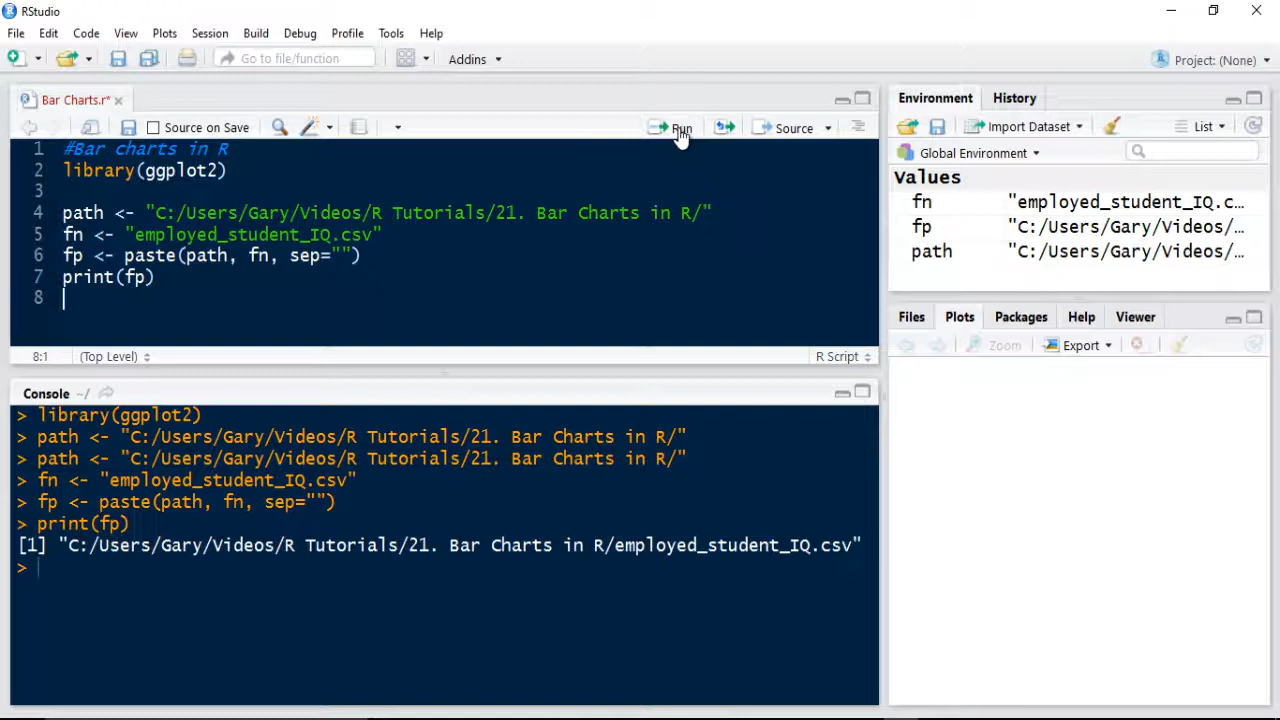 RStudio
File Edit Code View Plots Session Build Debug Profile Tools Help
Go to file/function Addins Project: (None)
Bar Charts.r*
Source on Save Run Source
1 #Bar charts in R
2 library(ggplot2)
3
4 path <- "C:/Users/Gary/Videos/R Tutorials/21. Bar Charts in R/"
5 fn <- "employed_student_IQ.csv"
6 fp <- paste(path, fn, sep="")
7 print(fp)
8
8:1 (Top Level) R Script
Console ~/
> library(ggplot2)
> path <- "C:/Users/Gary/Videos/R Tutorials/21. Bar Charts in R/"
> path <- "C:/Users/Gary/Videos/R Tutorials/21. Bar Charts in R/"
> fn <- "employed_student_IQ.csv"
> fp <- paste(path, fn, sep="")
> print(fp)
[1] "C:/Users/Gary/Videos/R Tutorials/21. Bar Charts in R/employed_student_IQ.csv"
>
Environment History
Import Dataset List
Global Environment
Values
fn "employed_student_IQ.c…
fp "C:/Users/Gary/Videos/…
path "C:/Users/Gary/Videos/…
Files Plots Packages Help Viewer
Zoom Export